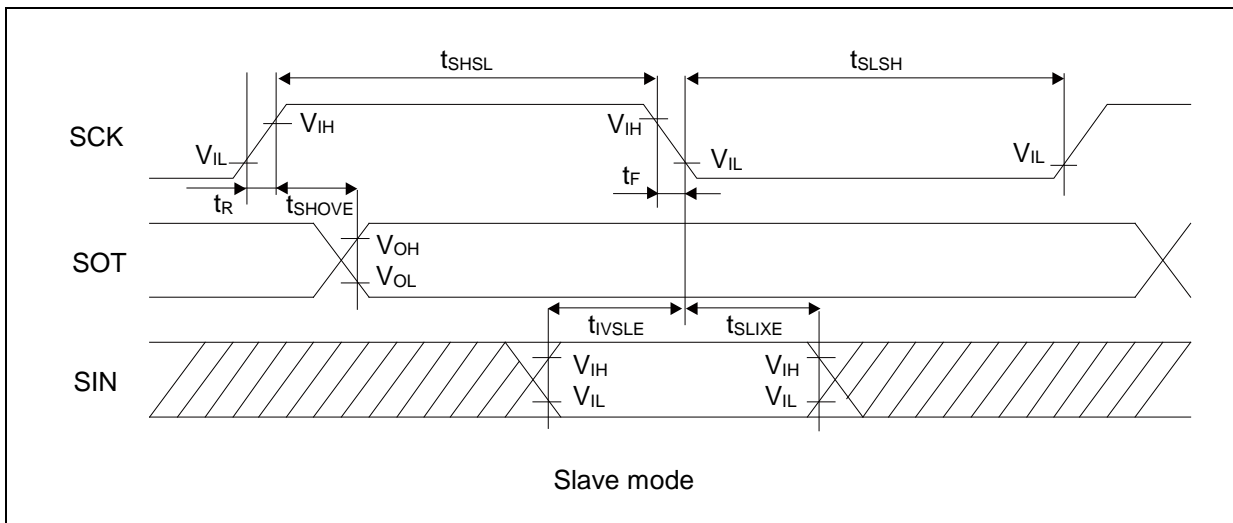 tSHSL
tSLSH
SCK
VIH
VIH
VIL
VIL
VIL
tF
tR
tSHOVE
SOT
VOH
VOL
tIVSLE
tSLIXE
SIN
VIH
VIH
VIL
VIL
Slave mode